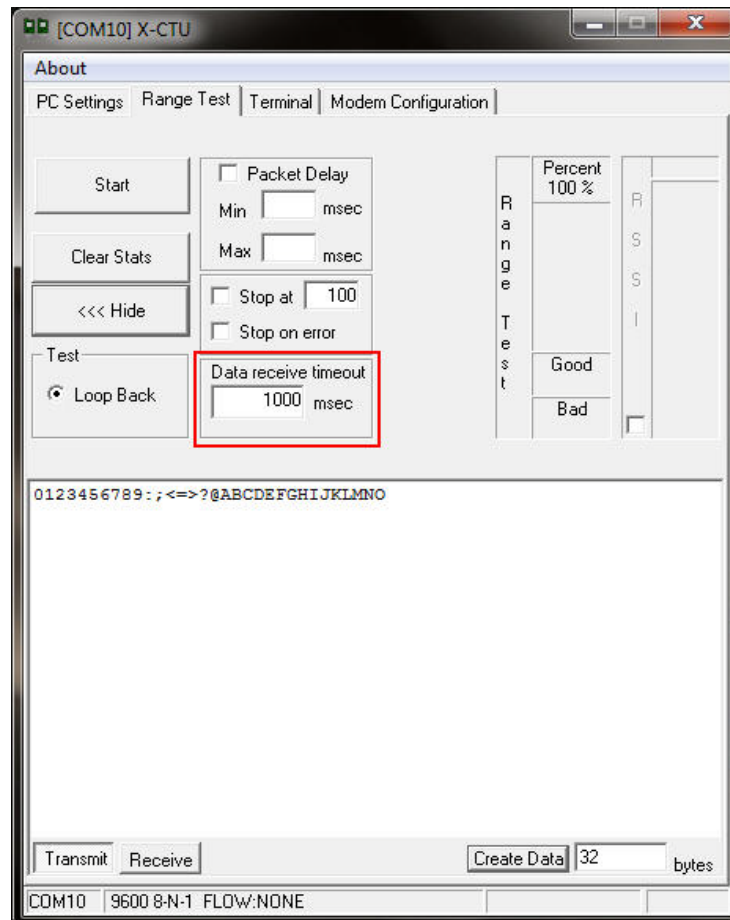 [COM10] X-CTU
About
PC Settings Range Test Terminal Modem Configuration
Start
Clear Stats
<<< Hide
Test
Loop Back
Packet Delay
Min msec
Max msec
Stop at 100
Stop on error
Data receive timeout
1000 msec
Range Test
Percent
100 %
Good
Bad
RSSI
0123456789:;<=>?@ABCDEFGHIJKLMNO
Transmit Receive Create Data 32 bytes
COM10 9600 8-N-1 FLOW:NONE